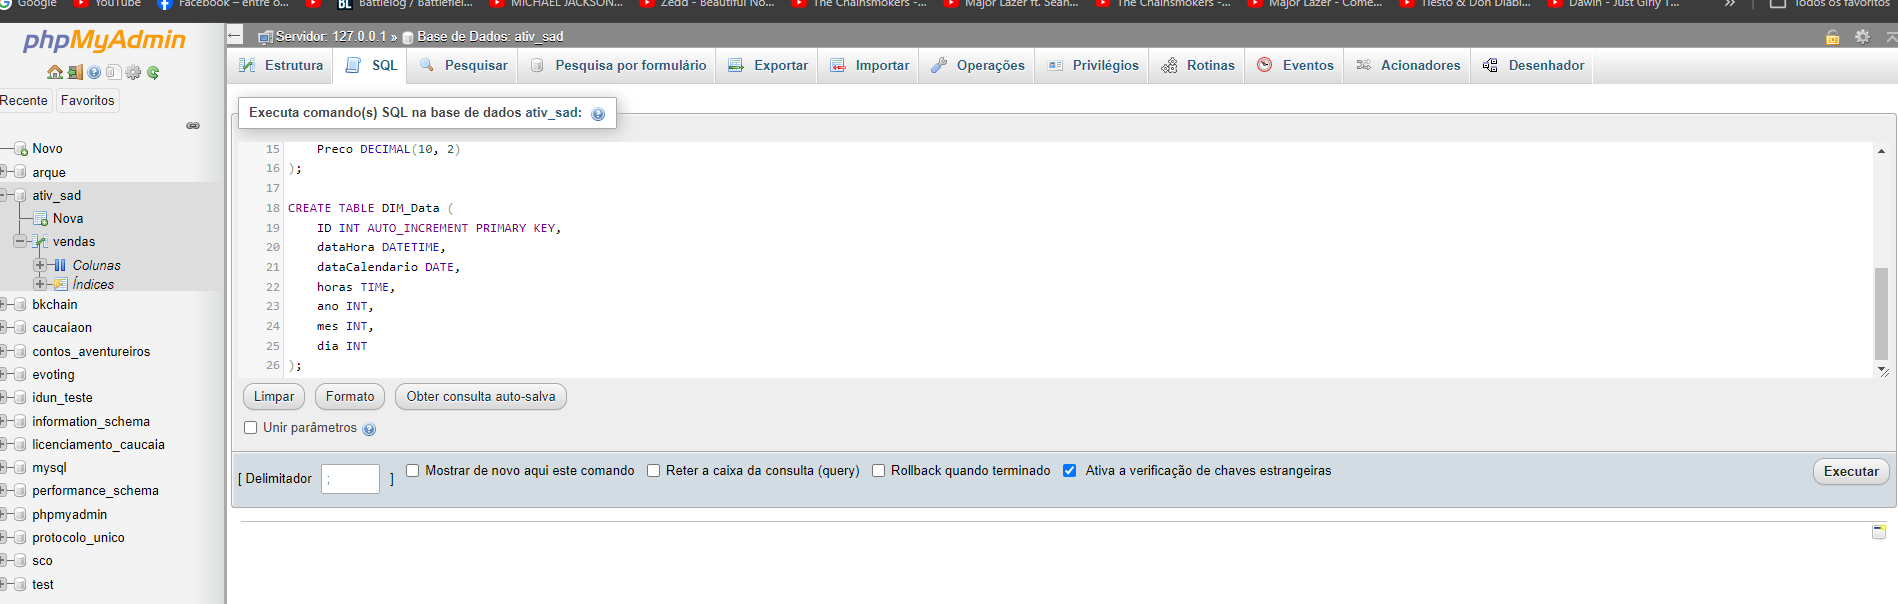 Google YouTube Facebook – entre o... BL Battlelog / Battlefiel... MICHAEL JACKSON... Zedd - Beautiful No... The Chainsmokers -... Major Lazer ft. Sean... The Chainsmokers -... Major Lazer - Come... Tiësto & Don Diabl... Dawin - Just Girly T... » Todos os favoritos
phpMyAdmin
Recente Favoritos
Novo
arque
ativ_sad
Nova
vendas
Colunas
Índices
bkchain
caucaiaon
contos_aventureiros
evoting
idun_teste
information_schema
licenciamento_caucaia
mysql
performance_schema
phpmyadmin
protocolo_unico
sco
test
Servidor: 127.0.0.1 » Base de Dados: ativ_sad
Estrutura SQL Pesquisar Pesquisa por formulário Exportar Importar Operações Privilégios Rotinas Eventos Acionadores Desenhador
Executa comando(s) SQL na base de dados ativ_sad:
15 Preco DECIMAL(10, 2)
16 );
17
18 CREATE TABLE DIM_Data (
19 ID INT AUTO_INCREMENT PRIMARY KEY,
20 dataHora DATETIME,
21 dataCalendario DATE,
22 horas TIME,
23 ano INT,
24 mes INT,
25 dia INT
26 );
Limpar Formato Obter consulta auto-salva
Unir parâmetros
[ Delimitador ; ] Mostrar de novo aqui este comando Reter a caixa da consulta (query) Rollback quando terminado Ativa a verificação de chaves estrangeiras Executar